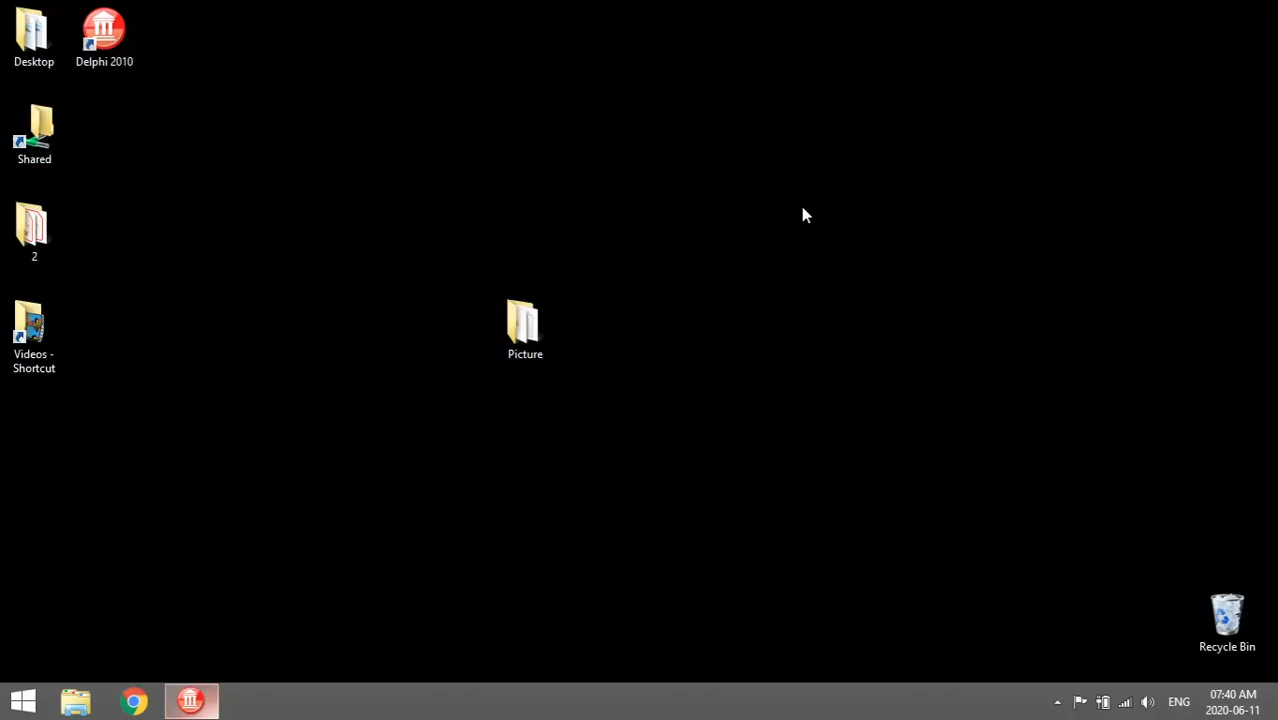 Desktop
Delphi 2010
Shared
2
Videos -
Shortcut
Picture
Recycle Bin
ENG
07:40 AM
2020-06-11